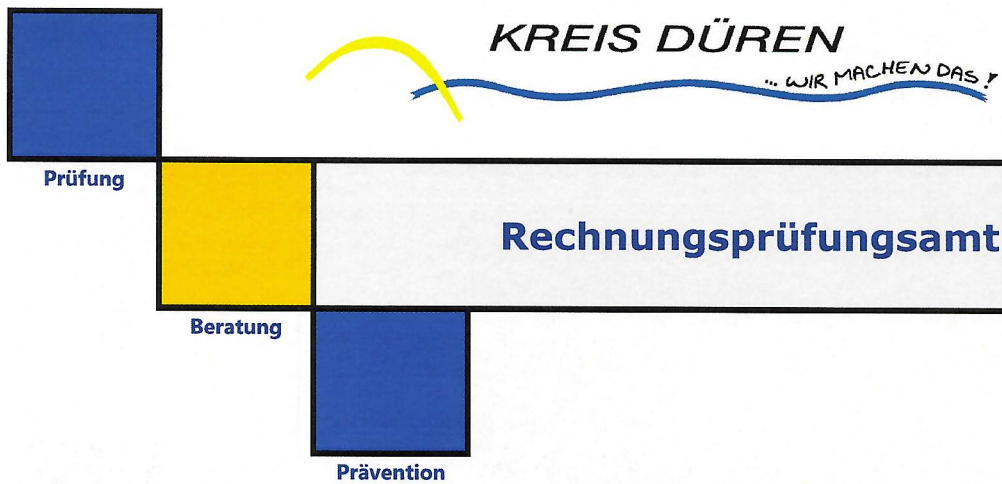 KREIS DÜREN
... WIR MACHEN DAS!
Prüfung
Rechnungsprüfungsamt
Beratung
Prävention